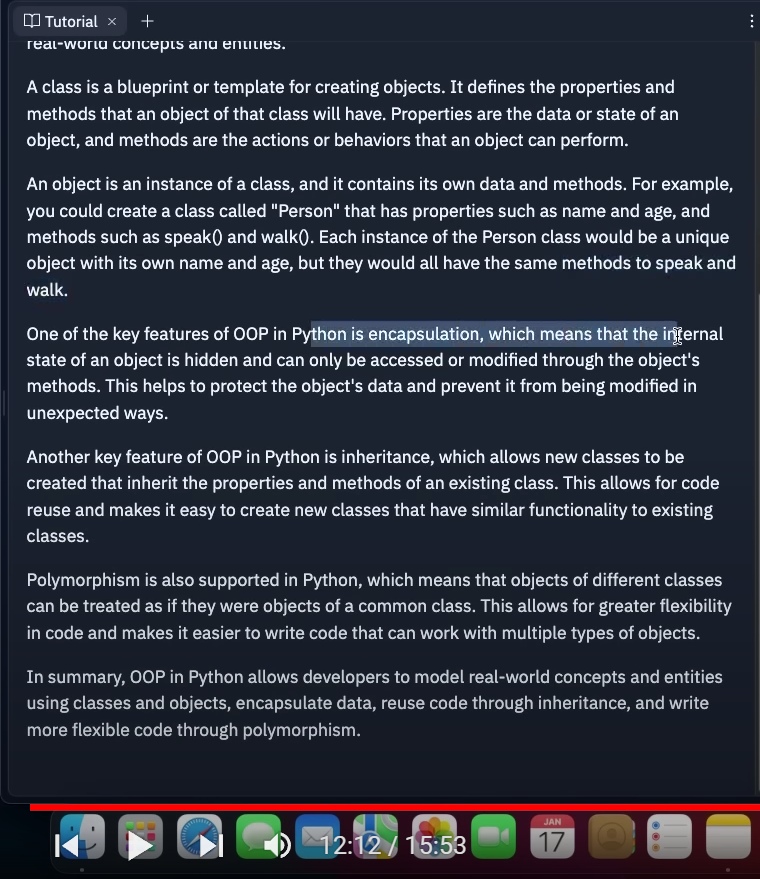 Tutorial
real-world concepts and entities.
A class is a blueprint or template for creating objects. It defines the properties and
methods that an object of that class will have. Properties are the data or state of an
object, and methods are the actions or behaviors that an object can perform.
An object is an instance of a class, and it contains its own data and methods. For example,
you could create a class called "Person" that has properties such as name and age, and
methods such as speak() and walk(). Each instance of the Person class would be a unique
object with its own name and age, but they would all have the same methods to speak and
walk.
One of the key features of OOP in Python is encapsulation, which means that the internal
state of an object is hidden and can only be accessed or modified through the object's
methods. This helps to protect the object's data and prevent it from being modified in
unexpected ways.
Another key feature of OOP in Python is inheritance, which allows new classes to be
created that inherit the properties and methods of an existing class. This allows for code
reuse and makes it easy to create new classes that have similar functionality to existing
classes.
Polymorphism is also supported in Python, which means that objects of different classes
can be treated as if they were objects of a common class. This allows for greater flexibility
in code and makes it easier to write code that can work with multiple types of objects.
In summary, OOP in Python allows developers to model real-world concepts and entities
using classes and objects, encapsulate data, reuse code through inheritance, and write
more flexible code through polymorphism.
JAN
17
12:12 / 15:53